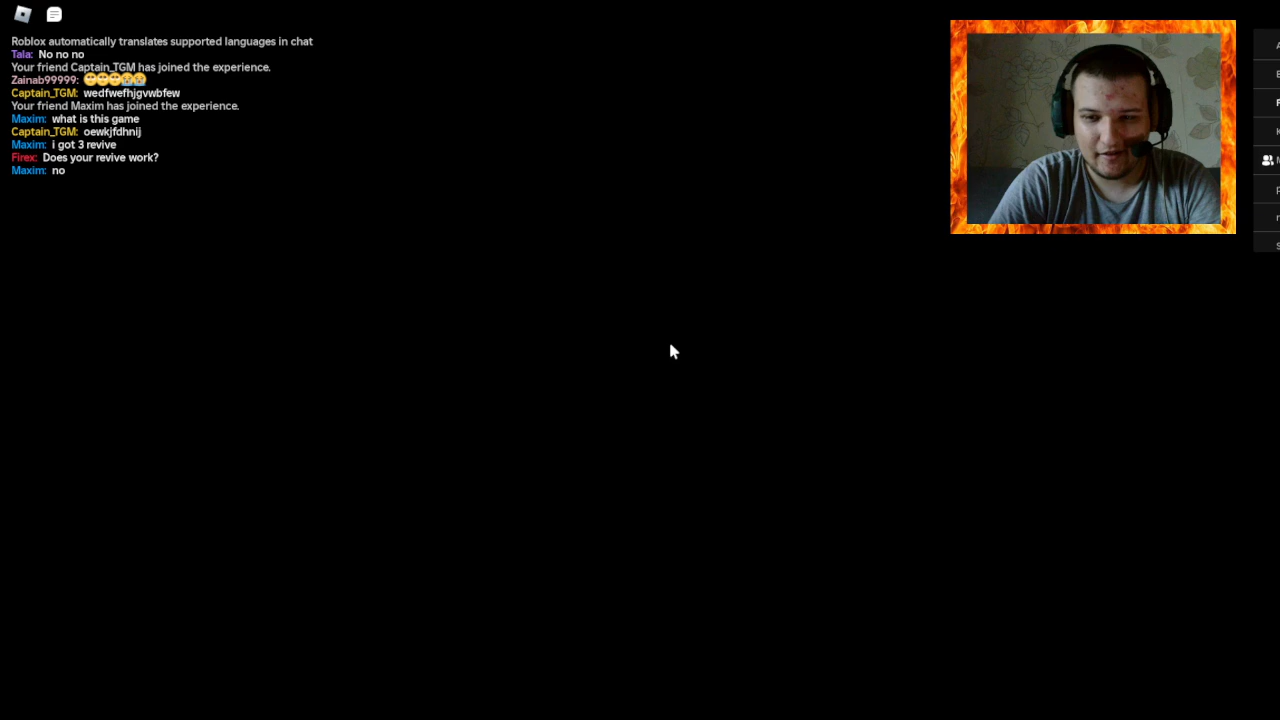 Roblox automatically translates supported languages in chat
Tala: No no no
Your friend Captain_TGM has joined the experience.
Zainab99999: 😬😬😬😭😭
Captain_TGM: wedfwefhjgvwbfew
Your friend Maxim has joined the experience.
Maxim: what is this game
Captain_TGM: oewkjfdhnij
Maxim: i got 3 revive
Firex: Does your revive work?
Maxim: no